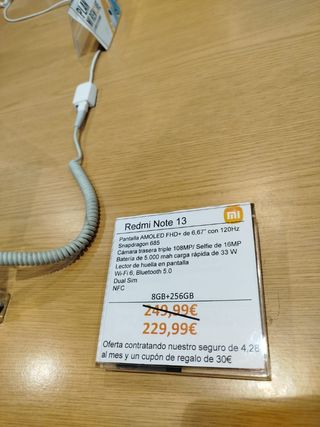 PLAN
Redmi Note 13
Pantalla AMOLED FHD+ de 6,67" con 120Hz
Snapdragon 685
Cámara trasera triple 108MP/ Selfie de 16MP
Batería de 5.000 mah carga rápida de 33 W
Lector de huella en pantalla
Wi-Fi 6, Bluetooth 5.0
Dual Sim
NFC
8GB+256GB
249,99€
229,99€
Oferta contratando nuestro seguro de 4,28
al mes y un cupón de regalo de 30€